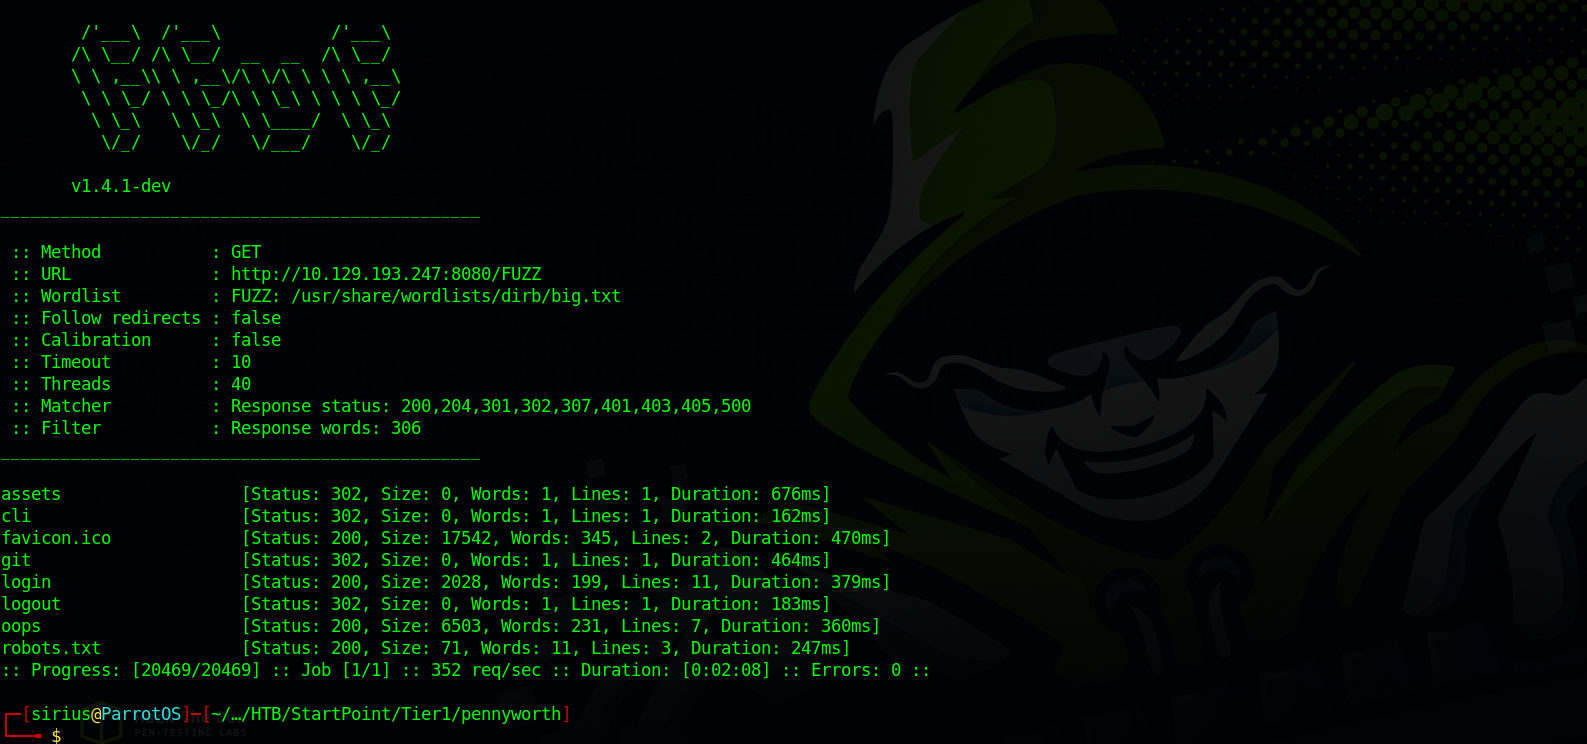 /'___\  /'___\           /'___\
/\ \__/ /\ \__/  __  __  /\ \__/
\ \ ,__\\ \ ,__\/\ \/\ \ \ \ ,__\
 \ \ \_/ \ \ \_/\ \ \_\ \ \ \ \_/
  \ \_\   \ \_\  \ \____/  \ \_\
   \/_/    \/_/   \/___/    \/_/
v1.4.1-dev
________________________________________________
:: Method           : GET
:: URL              : http://10.129.193.247:8080/FUZZ
:: Wordlist         : FUZZ: /usr/share/wordlists/dirb/big.txt
:: Follow redirects : false
:: Calibration      : false
:: Timeout          : 10
:: Threads          : 40
:: Matcher          : Response status: 200,204,301,302,307,401,403,405,500
:: Filter           : Response words: 306
________________________________________________
assets                  [Status: 302, Size: 0, Words: 1, Lines: 1, Duration: 676ms]
cli                     [Status: 302, Size: 0, Words: 1, Lines: 1, Duration: 162ms]
favicon.ico             [Status: 200, Size: 17542, Words: 345, Lines: 2, Duration: 470ms]
git                     [Status: 302, Size: 0, Words: 1, Lines: 1, Duration: 464ms]
login                   [Status: 200, Size: 2028, Words: 199, Lines: 11, Duration: 379ms]
logout                  [Status: 302, Size: 0, Words: 1, Lines: 1, Duration: 183ms]
oops                    [Status: 200, Size: 6503, Words: 231, Lines: 7, Duration: 360ms]
robots.txt              [Status: 200, Size: 71, Words: 11, Lines: 3, Duration: 247ms]
:: Progress: [20469/20469] :: Job [1/1] :: 352 req/sec :: Duration: [0:02:08] :: Errors: 0 ::
┌─[sirius@ParrotOS]─[~/…/HTB/StartPoint/Tier1/pennyworth]
└──╼ $
PEN-TESTING LABS